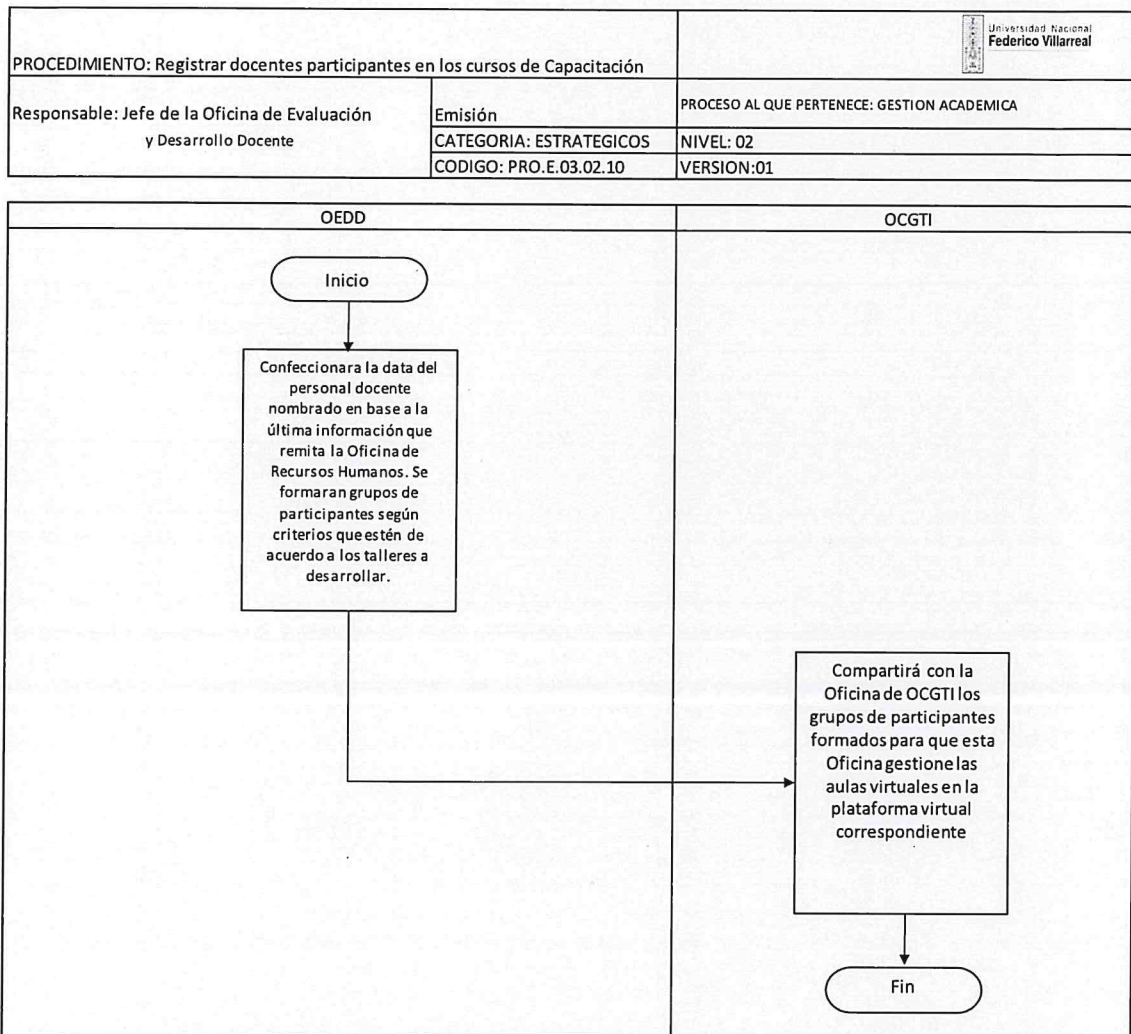 Universidad Nacional
Federico Villarreal
PROCEDIMIENTO: Registrar docentes participantes en los cursos de Capacitación
Responsable: Jefe de la Oficina de Evaluación
y Desarrollo Docente
Emisión
PROCESO AL QUE PERTENECE: GESTION ACADEMICA
CATEGORIA: ESTRATEGICOS
NIVEL: 02
CODIGO: PRO.E.03.02.10
VERSION:01
OEDD
OCGTI
Inicio
Confeccionara la data del
personal docente
nombrado en base a la
última información que
remita la Oficina de
Recursos Humanos. Se
formaran grupos de
participantes según
criterios que estén de
acuerdo a los talleres a
desarrollar.
Compartirá con la
Oficina de OCGTI los
grupos de participantes
formados para que esta
Oficina gestione las
aulas virtuales en la
plataforma virtual
correspondiente
Fin